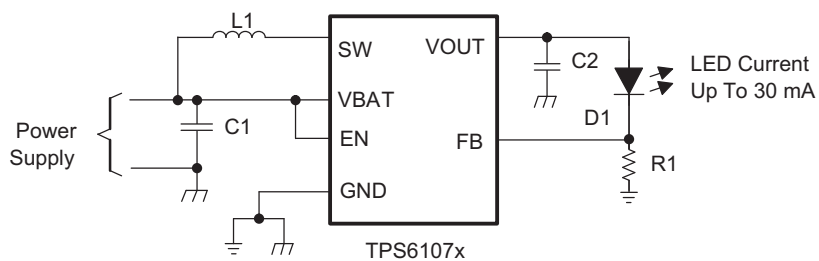 L1
SW
VOUT
C2
LED Current
Up To 30 mA
D1
Power
Supply
C1
VBAT
EN
FB
R1
GND
TPS6107x